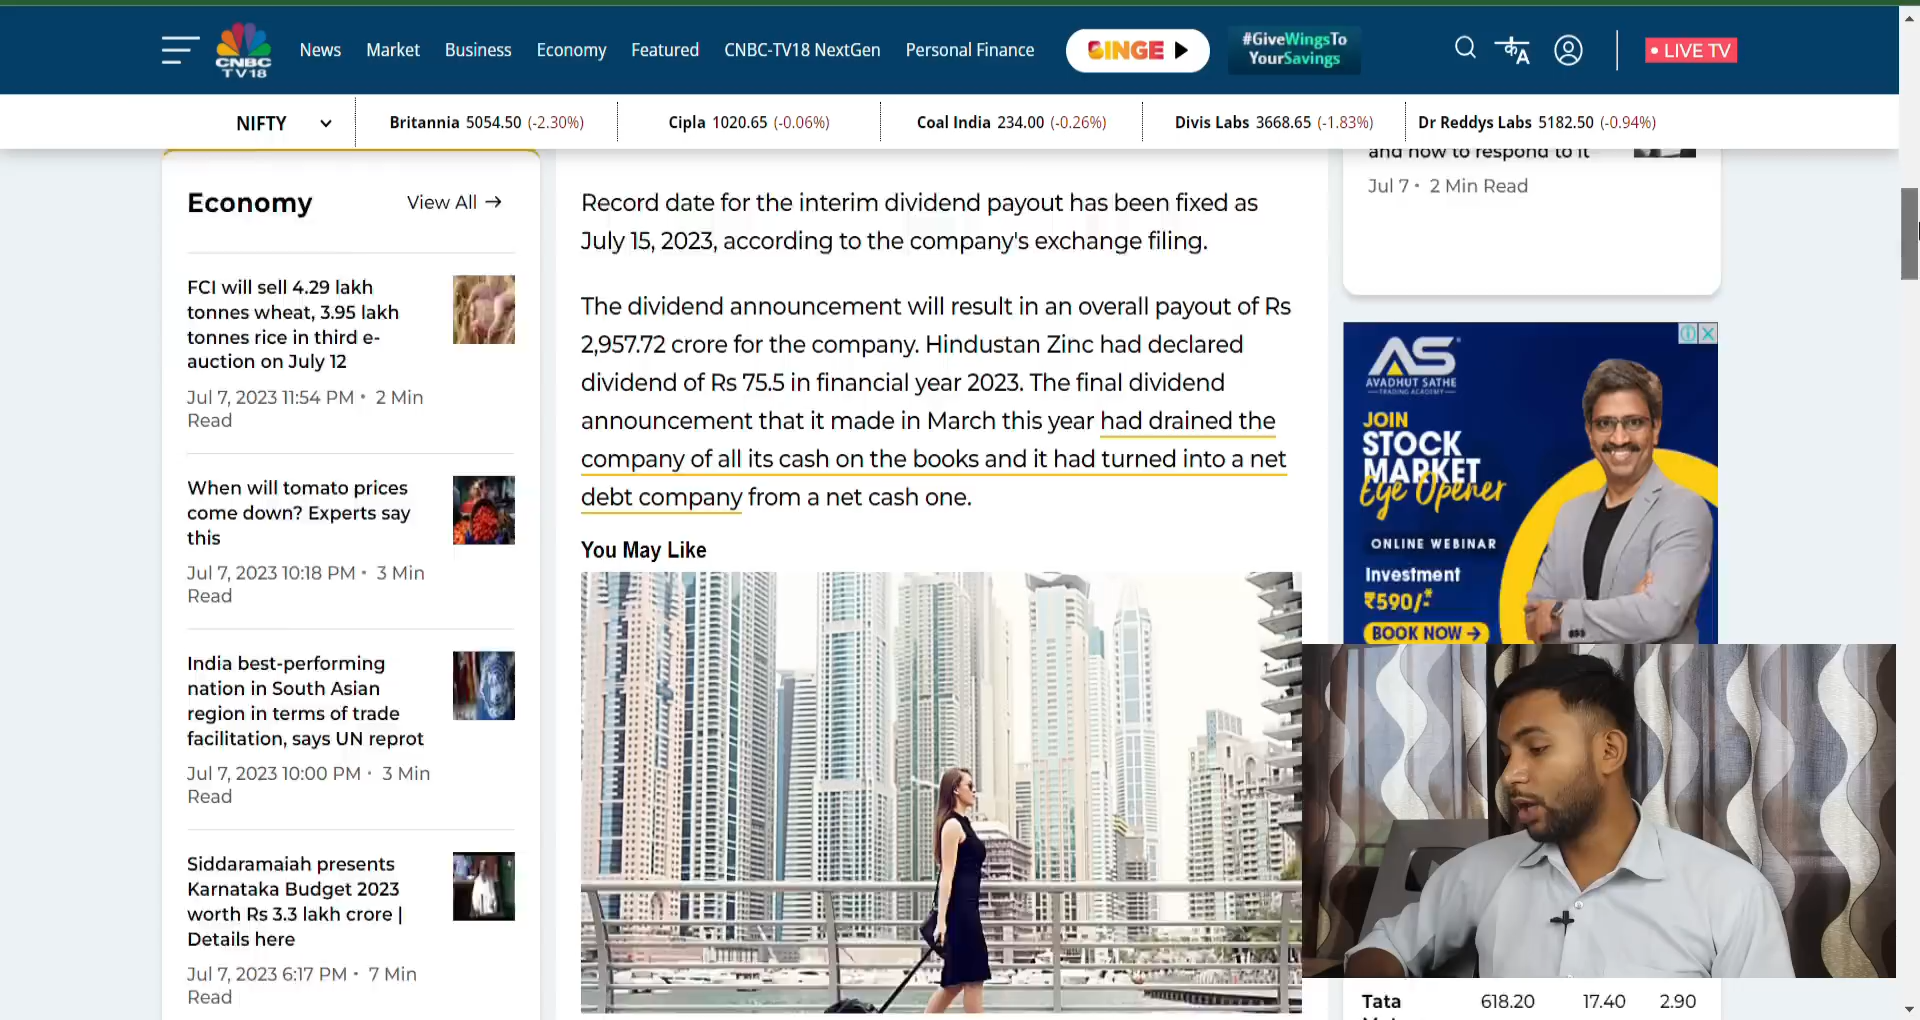 CNBC
TV18
News
Market
Business
Economy
Featured
CNBC-TV18 NextGen
Personal Finance
BINGE
#GiveWingsTo
YourSavings
LIVE TV
NIFTY
Britannia 5054.50 (-2.30%)
Cipla 1020.65 (-0.06%)
Coal India 234.00 (-0.26%)
Divis Labs 3668.65 (-1.83%)
Dr Reddys Labs 5182.50 (-0.94%)
Economy
View All →
FCI will sell 4.29 lakh
tonnes wheat, 3.95 lakh
tonnes rice in third e-
auction on July 12
Jul 7, 2023 11:54 PM • 2 Min
Read
When will tomato prices
come down? Experts say
this
Jul 7, 2023 10:18 PM • 3 Min
Read
India best-performing
nation in South Asian
region in terms of trade
facilitation, says UN reprot
Jul 7, 2023 10:00 PM • 3 Min
Read
Siddaramaiah presents
Karnataka Budget 2023
worth Rs 3.3 lakh crore |
Details here
Jul 7, 2023 6:17 PM • 7 Min
Read
Record date for the interim dividend payout has been fixed as
July 15, 2023, according to the company's exchange filing.
The dividend announcement will result in an overall payout of Rs
2,957.72 crore for the company. Hindustan Zinc had declared
dividend of Rs 75.5 in financial year 2023. The final dividend
announcement that it made in March this year had drained the
company of all its cash on the books and it had turned into a net
debt company from a net cash one.
You May Like
and how to respond to it
Jul 7 • 2 Min Read
AS
AVADHUT SATHE
TRADING ACADEMY
JOIN
STOCK
MARKET
Eye Opener
ONLINE WEBINAR
Investment
₹590/-*
BOOK NOW →
Tata
618.20
17.40
2.90